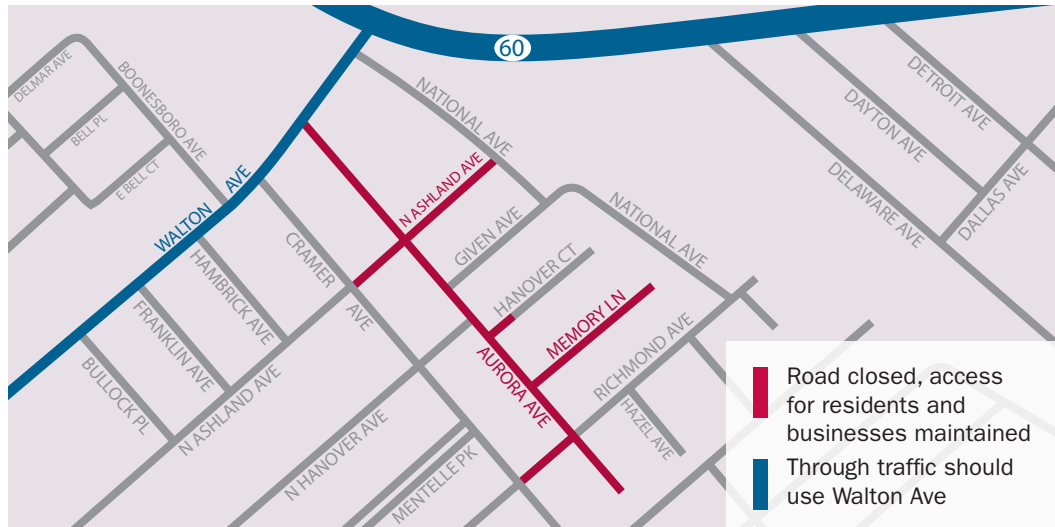 60
DELMAR AVE
BOONESBORO AVE
BELL PL
E BELL CT
WALTON AVE
NATIONAL AVE
N ASHLAND AVE
GIVEN AVE
NATIONAL AVE
HANOVER CT
MEMORY LN
AURORA AVE
RICHMOND AVE
HAZEL AVE
CRAMER AVE
HAMBRICK AVE
FRANKLIN AVE
BULLOCK PL
N ASHLAND AVE
N HANOVER AVE
MENTELLE PK
DETROIT AVE
DAYTON AVE
DELAWARE AVE
DALLAS AVE
Road closed, access
for residents and
businesses maintained
Through traffic should
use Walton Ave